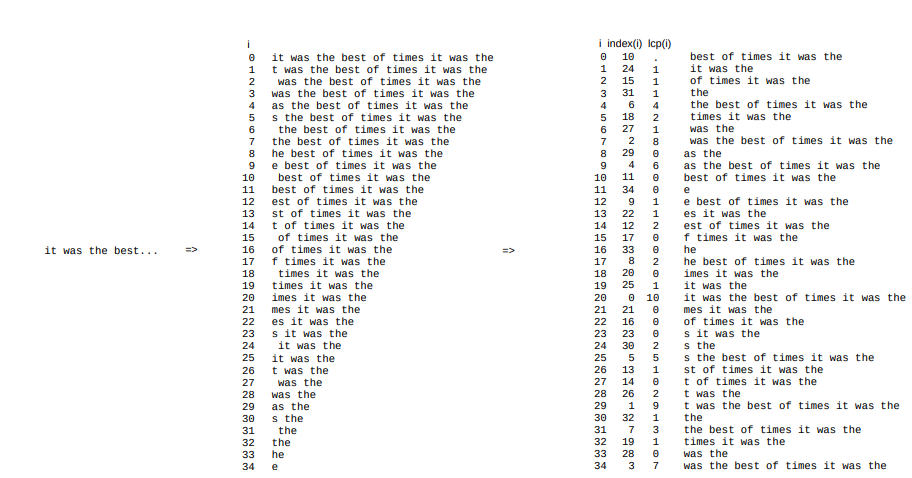 i
0 it was the best of times it was the
1 t was the best of times it was the
2  was the best of times it was the
3 was the best of times it was the
4 as the best of times it was the
5 s the best of times it was the
6  the best of times it was the
7 the best of times it was the
8 he best of times it was the
9 e best of times it was the
10  best of times it was the
11 best of times it was the
12 est of times it was the
13 st of times it was the
14 t of times it was the
15  of times it was the
it was the best... =>
16 of times it was the
=>
17 f times it was the
18  times it was the
19 times it was the
20 imes it was the
21 mes it was the
22 es it was the
23 s it was the
24  it was the
25 it was the
26 t was the
27  was the
28 was the
29 as the
30 s the
31  the
32 the
33 he
34 e
i index(i) lcp(i)
0 10 .  best of times it was the
1 24 1  it was the
2 15 1  of times it was the
3 31 1  the
4 6 4  the best of times it was the
5 18 2  times it was the
6 27 1  was the
7 2 8  was the best of times it was the
8 29 0 as the
9 4 6 as the best of times it was the
10 11 0 best of times it was the
11 34 0 e
12 9 1 e best of times it was the
13 22 1 es it was the
14 12 2 est of times it was the
15 17 0 f times it was the
16 33 0 he
17 8 2 he best of times it was the
18 20 0 imes it was the
19 25 1 it was the
20 0 10 it was the best of times it was the
21 21 0 mes it was the
22 16 0 of times it was the
23 23 0 s it was the
24 30 2 s the
25 5 5 s the best of times it was the
26 13 1 st of times it was the
27 14 0 t of times it was the
28 26 2 t was the
29 1 9 t was the best of times it was the
30 32 1 the
31 7 3 the best of times it was the
32 19 1 times it was the
33 28 0 was the
34 3 7 was the best of times it was the